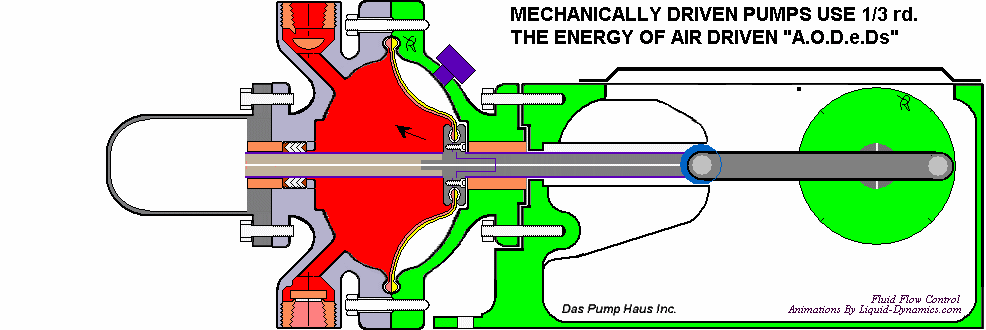 MECHANICALLY DRIVEN PUMPS USE 1/3 rd.
THE ENERGY OF AIR DRIVEN "A.O.D.e.Ds"
Das Pump Haus Inc.
Fluid Flow Control
Animations By Liquid-Dynamics.com